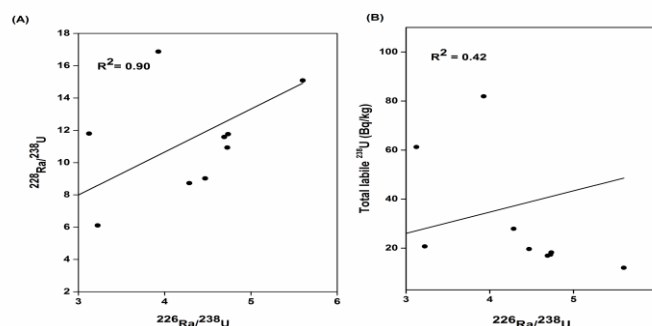 (A)
R2 = 0.90
228Ra/238U
18
16
14
12
10
8
6
4
2
3
4
5
6
226Ra/238U
(B)
R2 = 0.42
Total labile 238U (Bq/kg)
100
80
60
40
20
3
4
5
226Ra/238U